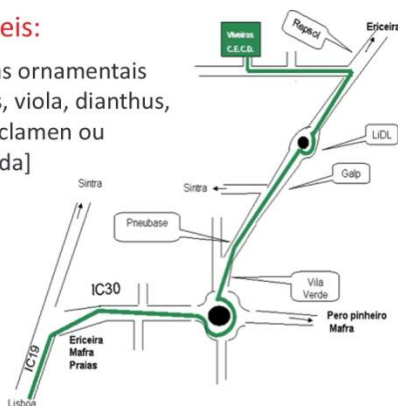 eis:
as ornamentais
s, viola, dianthus,
clamen ou
da]
Viveiros
C.E.C.D.
Repsol
Ericeira
LiDL
Galp
Sintra
Sintra
Pneubase
Vila
Verde
IC30
Pero pinheiro
Mafra
Ericeira
Mafra
Praias
IC19
Lisboa